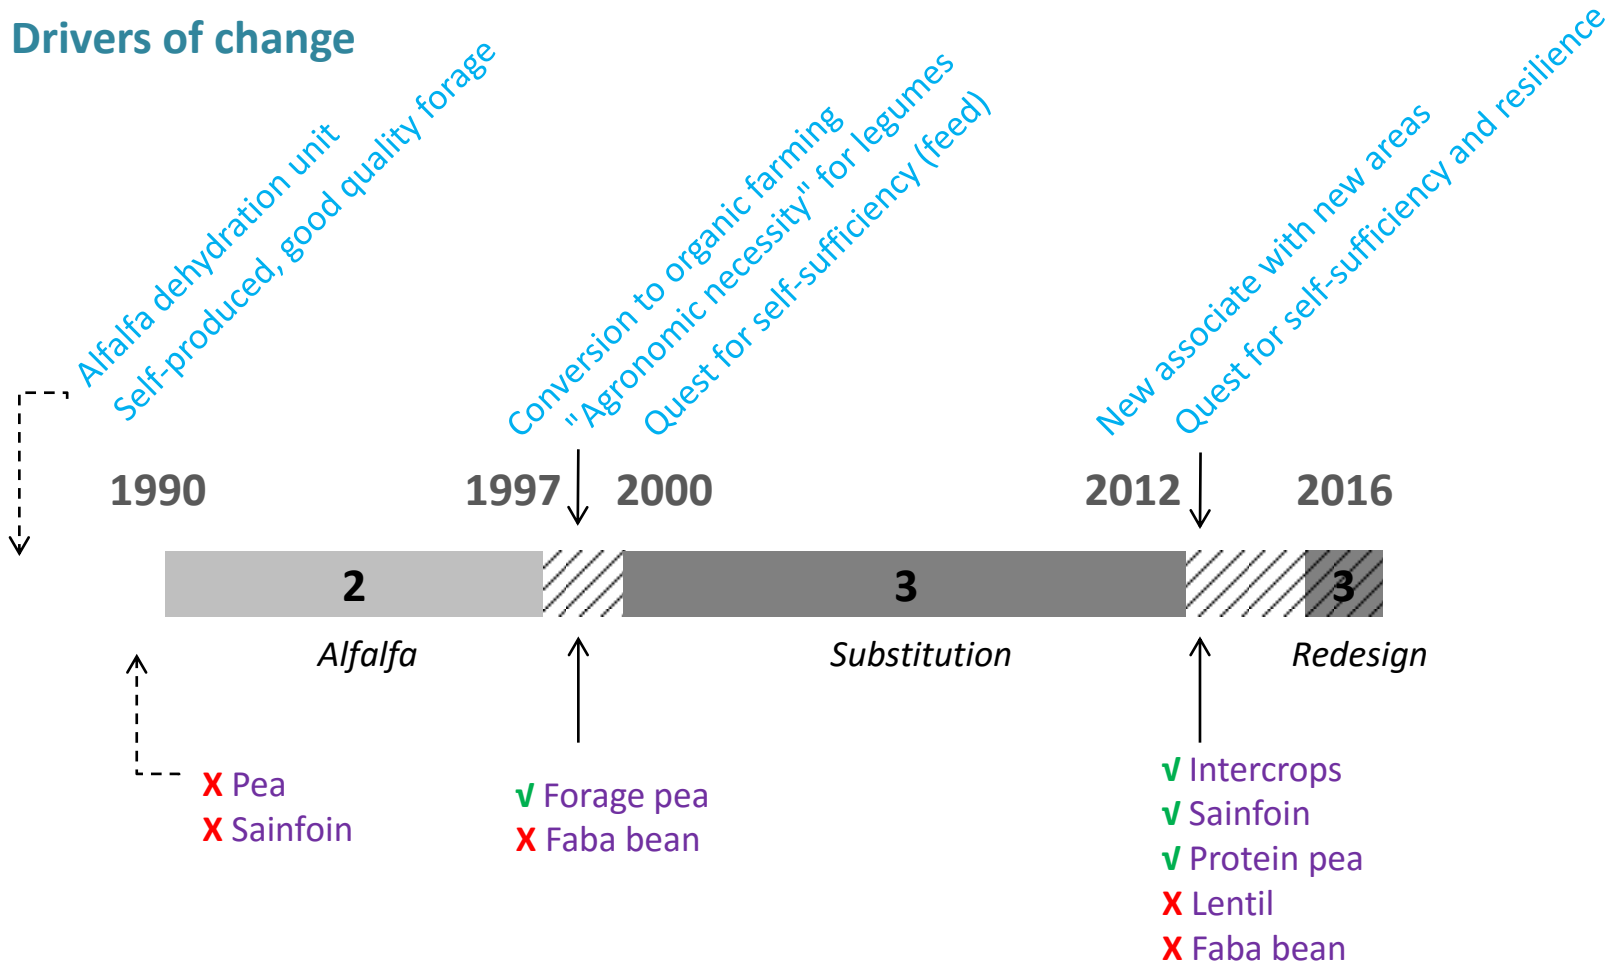 Drivers of change
Alfalfa dehydration unit
Self-produced, good quality forage
Conversion to organic farming
"Agronomic necessity" for legumes
Quest for self-sufficiency (feed)
New associate with new areas
Quest for self-sufficiency and resilience
1990
1997
2000
2012
2016
2
3
3
Alfalfa
Substitution
Redesign
X Pea
X Sainfoin
√ Forage pea
X Faba bean
√ Intercrops
√ Sainfoin
√ Protein pea
X Lentil
X Faba bean